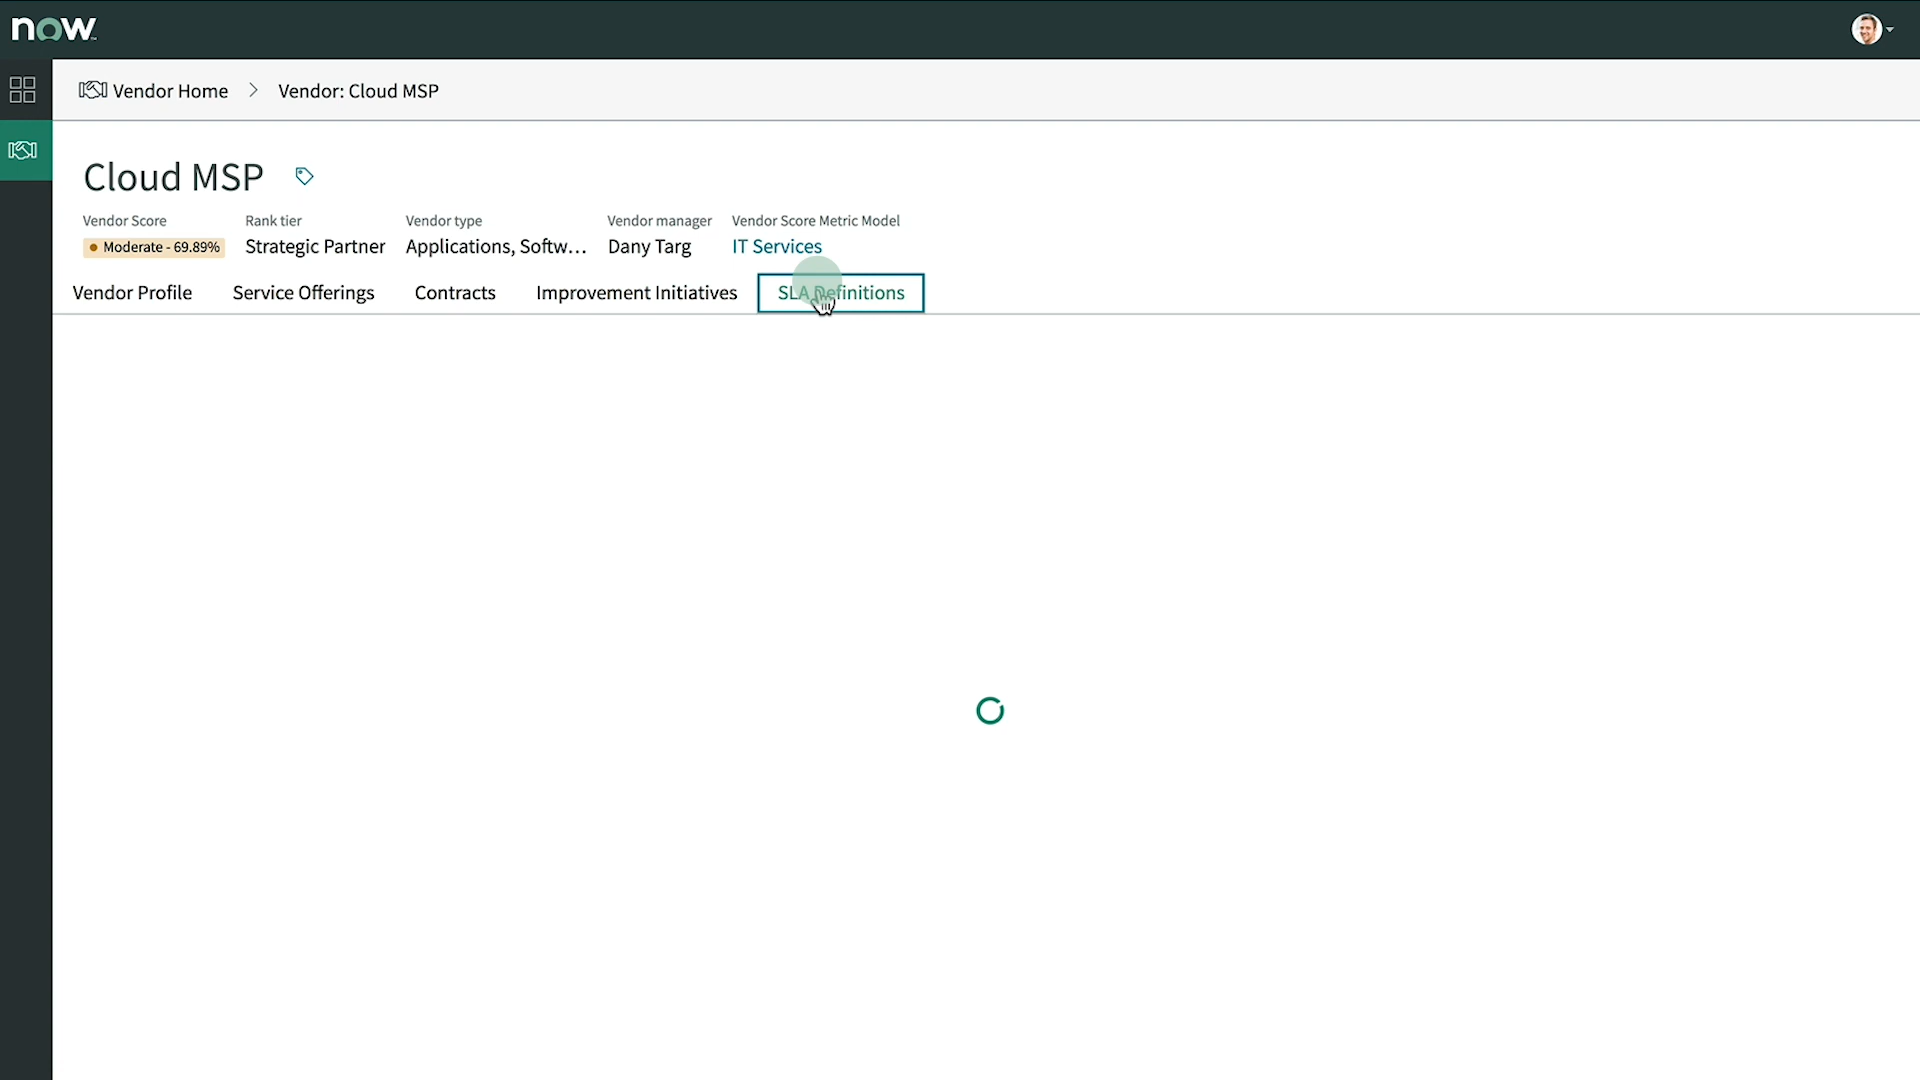 now
Vendor Home > Vendor: Cloud MSP
Cloud MSP
Vendor Score Rank tier Vendor type Vendor manager Vendor Score Metric Model
Moderate - 69.89% Strategic Partner Applications, Softw... Dany Targ IT Services
Vendor Profile Service Offerings Contracts Improvement Initiatives SLA Definitions